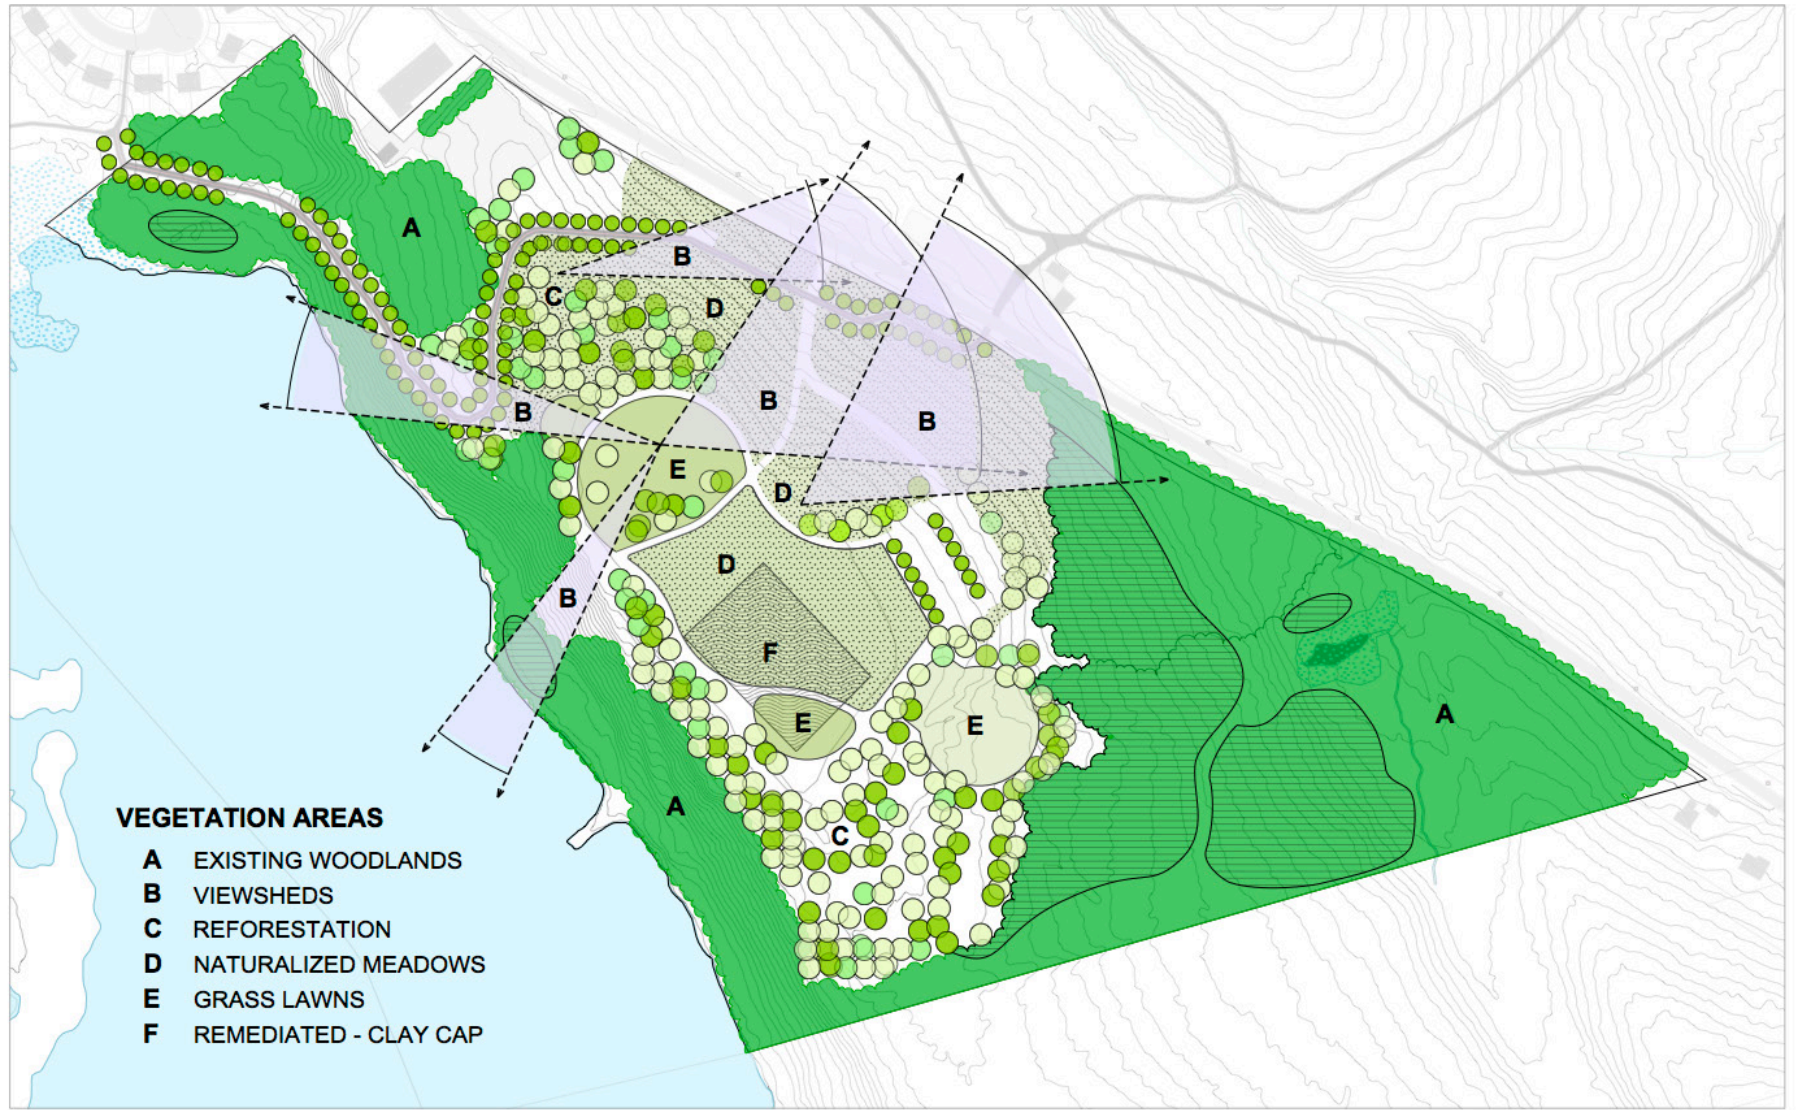 A
B
C
D
B
B
B
E
D
D
B
F
E
E
A
A
C
VEGETATION AREAS
A EXISTING WOODLANDS
B VIEWSHEDS
C REFORESTATION
D NATURALIZED MEADOWS
E GRASS LAWNS
F REMEDIATED - CLAY CAP